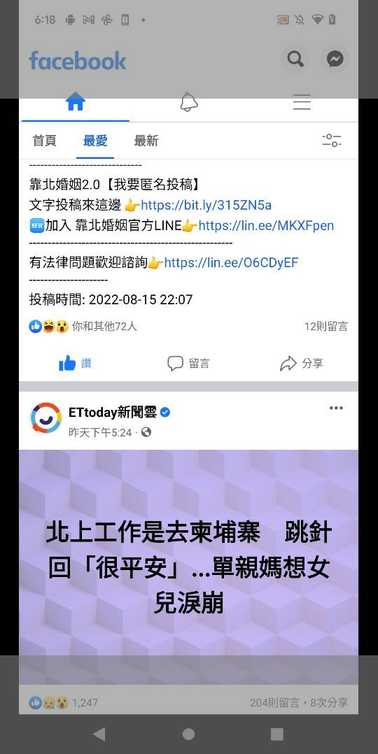 6:18
facebook
首頁 最愛 最新
------------------------------
靠北婚姻2.0【我要匿名投稿】
文字投稿來這邊 👉https://bit.ly/315ZN5a
🆕加入 靠北婚姻官方LINE👉https://lin.ee/MKXFpen
------------------------------------------------------
有法律問題歡迎諮詢👉https://lin.ee/O6CDyEF
---------------------
投稿時間: 2022-08-15 22:07
你和其他72人 12則留言
讚 留言 分享
ETtoday新聞雲
昨天下午5:24 ·
北上工作是去柬埔寨 跳針
回「很平安」...單親媽想女
兒淚崩
1,247 204則留言 • 8次分享